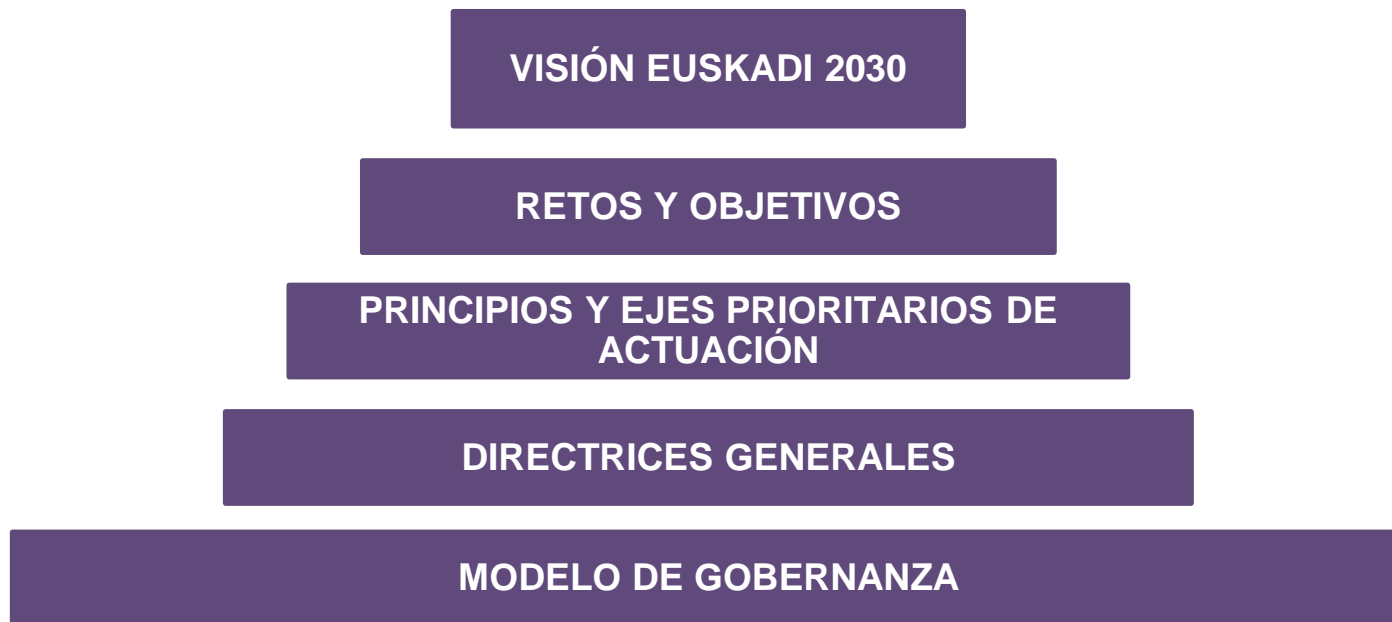 VISIÓN EUSKADI 2030
RETOS Y OBJETIVOS
PRINCIPIOS Y EJES PRIORITARIOS DE
ACTUACIÓN
DIRECTRICES GENERALES
MODELO DE GOBERNANZA